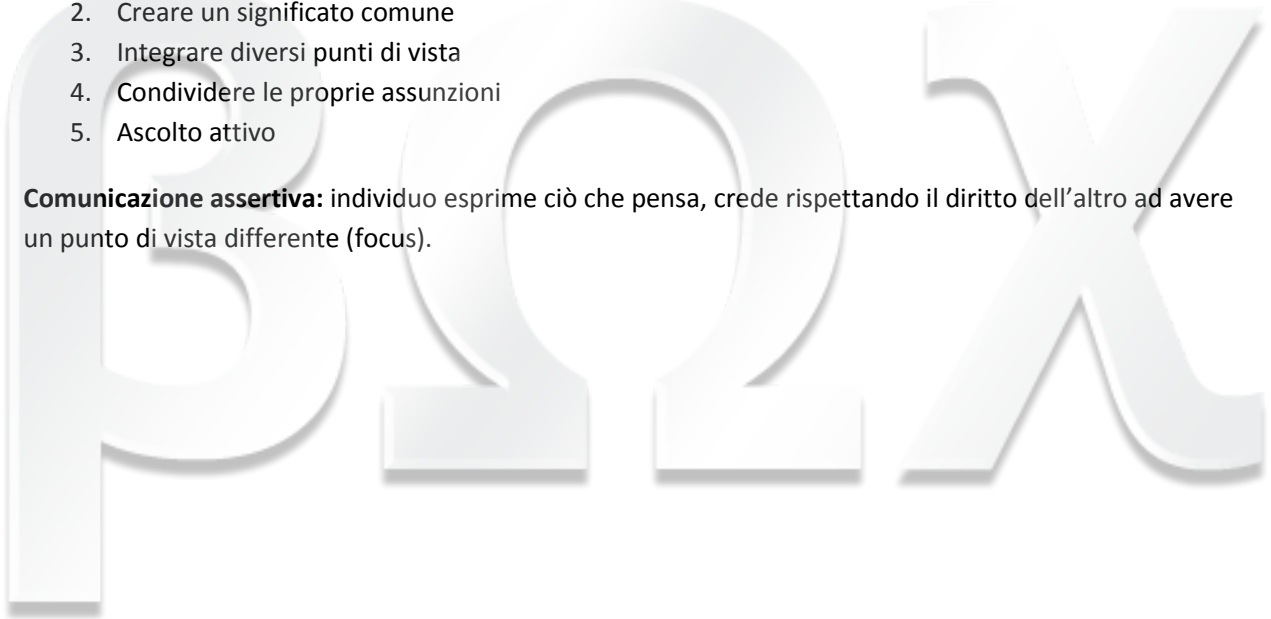 2. Creare un significato comune
3. Integrare diversi punti di vista
4. Condividere le proprie assunzioni
5. Ascolto attivo
Comunicazione assertiva: individuo esprime ciò che pensa, crede rispettando il diritto dell’altro ad avere
un punto di vista differente (focus).
βΩχ